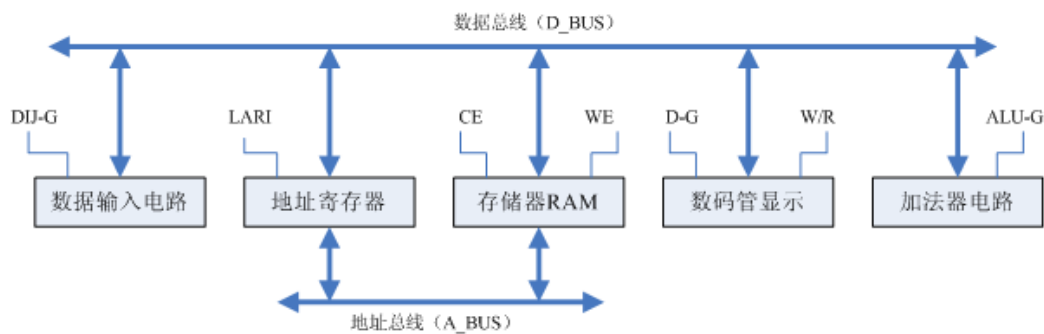 数据总线（D_BUS）
DIJ-G LARI CE WE D-G W/R ALU-G
数据输入电路 地址寄存器 存储器RAM 数码管显示 加法器电路
地址总线（A_BUS）